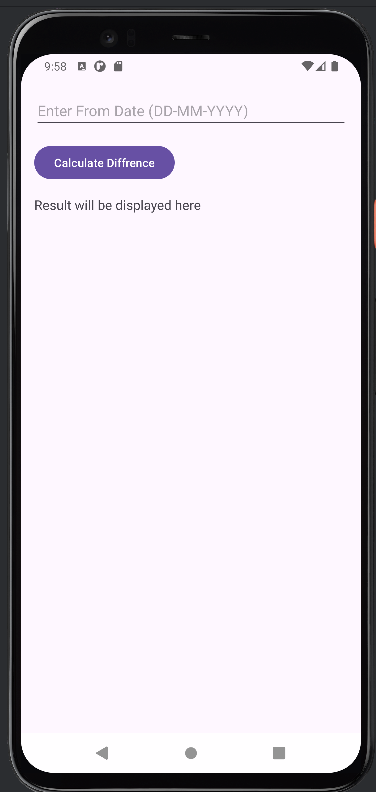 9:58
Enter From Date (DD-MM-YYYY)
Calculate Diffrence
Result will be displayed here